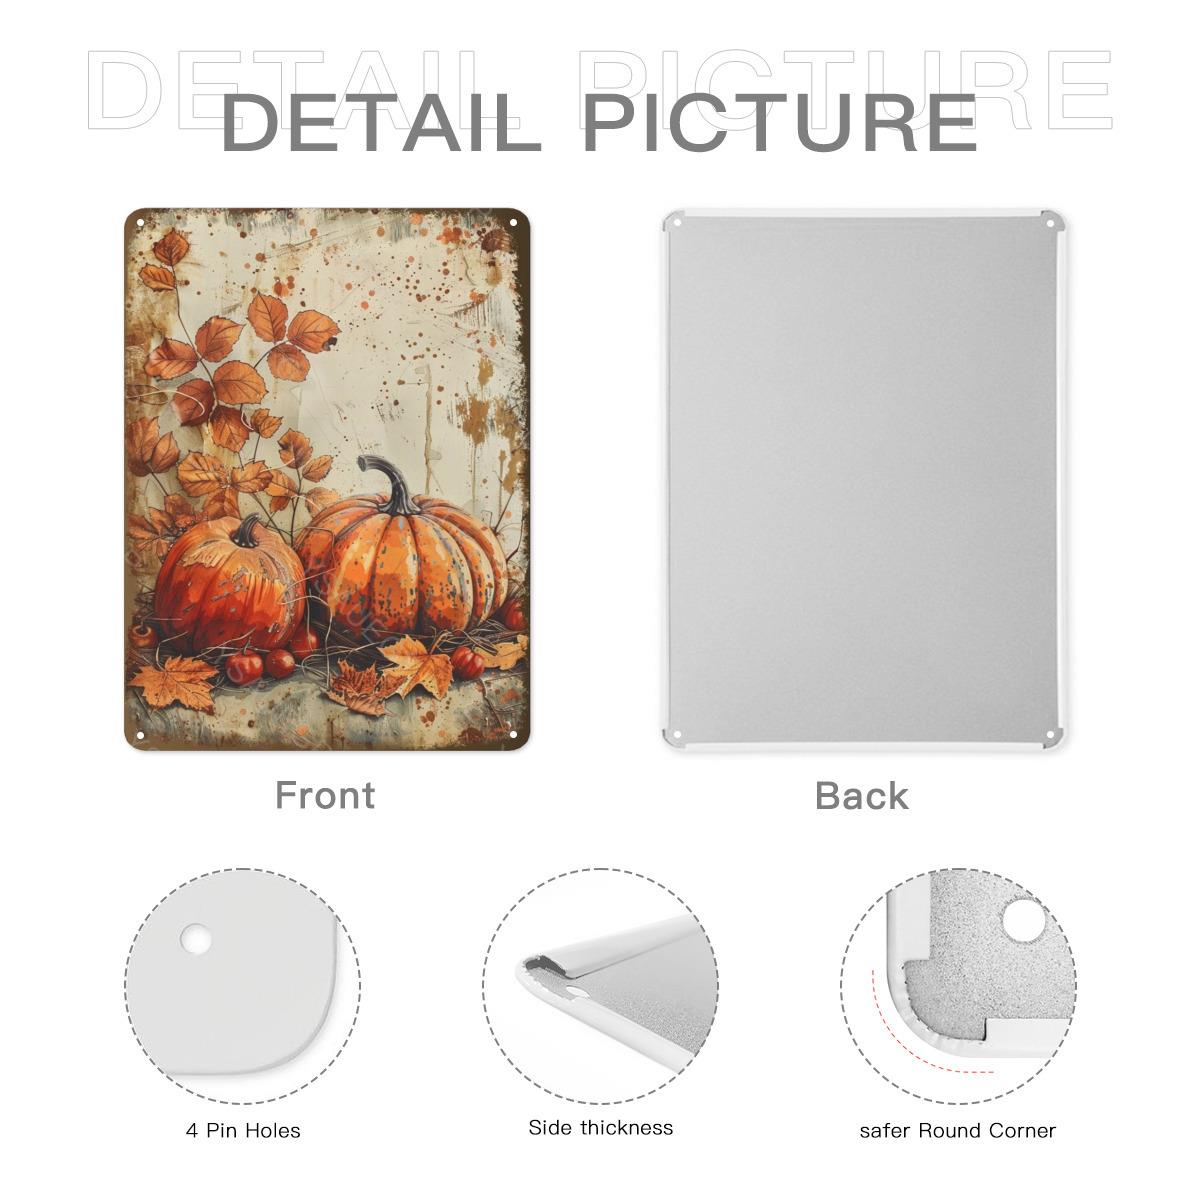 DETAIL PICTURE
DETAIL PICTURE
Front
Back
4 Pin Holes
Side thickness
safer Round Corner